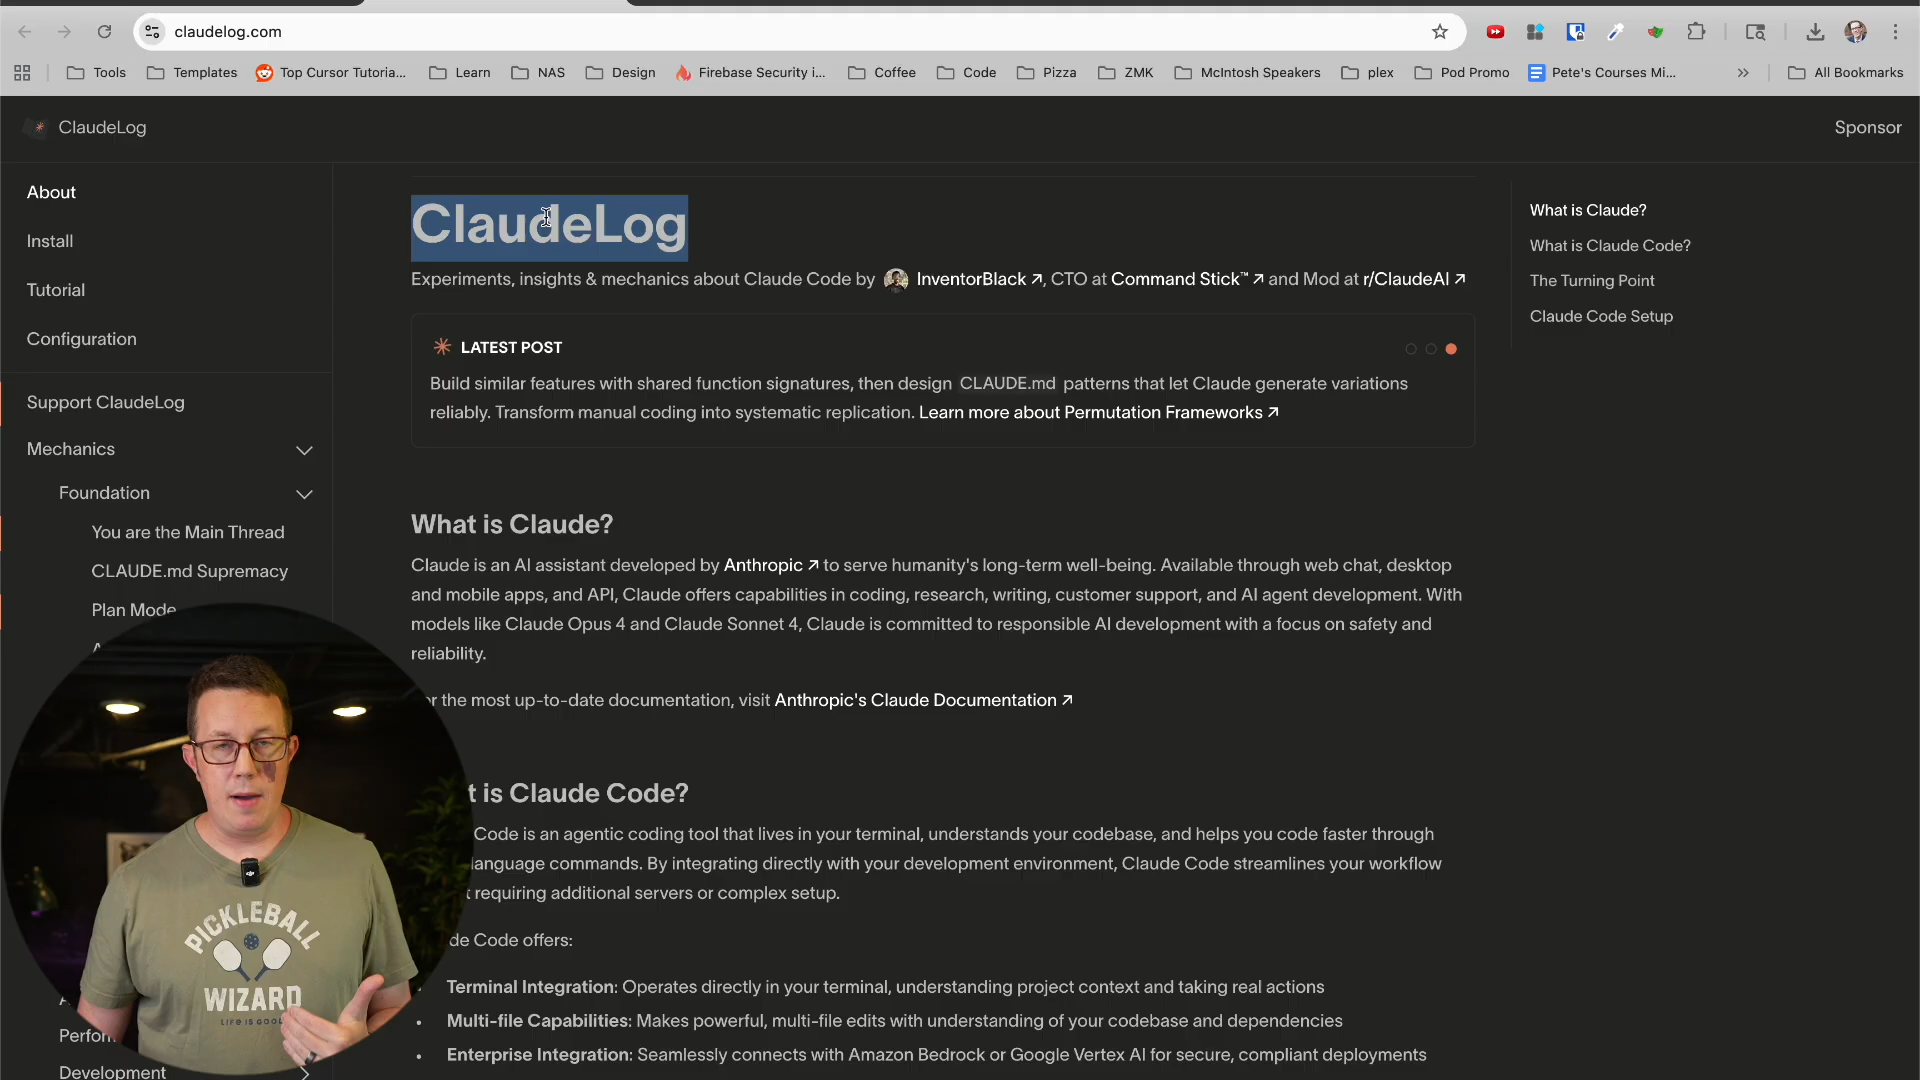 claudelog.com
Tools
Templates
Top Cursor Tutoria...
Learn
NAS
Design
Firebase Security i...
Coffee
Code
Pizza
ZMK
McIntosh Speakers
plex
Pod Promo
Pete's Courses Mi...
All Bookmarks
ClaudeLog
Sponsor
About
Install
Tutorial
Configuration
Support ClaudeLog
Mechanics
Foundation
You are the Main Thread
CLAUDE.md Supremacy
Plan Mode
Perform
Development
ClaudeLog
Experiments, insights & mechanics about Claude Code by InventorBlack ↗, CTO at Command Stick™ ↗ and Mod at r/ClaudeAI ↗
LATEST POST
Build similar features with shared function signatures, then design CLAUDE.md patterns that let Claude generate variations
reliably. Transform manual coding into systematic replication. Learn more about Permutation Frameworks ↗
What is Claude?
Claude is an AI assistant developed by Anthropic ↗ to serve humanity's long-term well-being. Available through web chat, desktop
and mobile apps, and API, Claude offers capabilities in coding, research, writing, customer support, and AI agent development. With
models like Claude Opus 4 and Claude Sonnet 4, Claude is committed to responsible AI development with a focus on safety and
reliability.
r the most up-to-date documentation, visit Anthropic's Claude Documentation ↗
t is Claude Code?
Code is an agentic coding tool that lives in your terminal, understands your codebase, and helps you code faster through
language commands. By integrating directly with your development environment, Claude Code streamlines your workflow
t requiring additional servers or complex setup.
de Code offers:
• Terminal Integration: Operates directly in your terminal, understanding project context and taking real actions
• Multi-file Capabilities: Makes powerful, multi-file edits with understanding of your codebase and dependencies
• Enterprise Integration: Seamlessly connects with Amazon Bedrock or Google Vertex AI for secure, compliant deployments
What is Claude?
What is Claude Code?
The Turning Point
Claude Code Setup
PICKLEBALL
WIZARD
LIFE IS GOOD